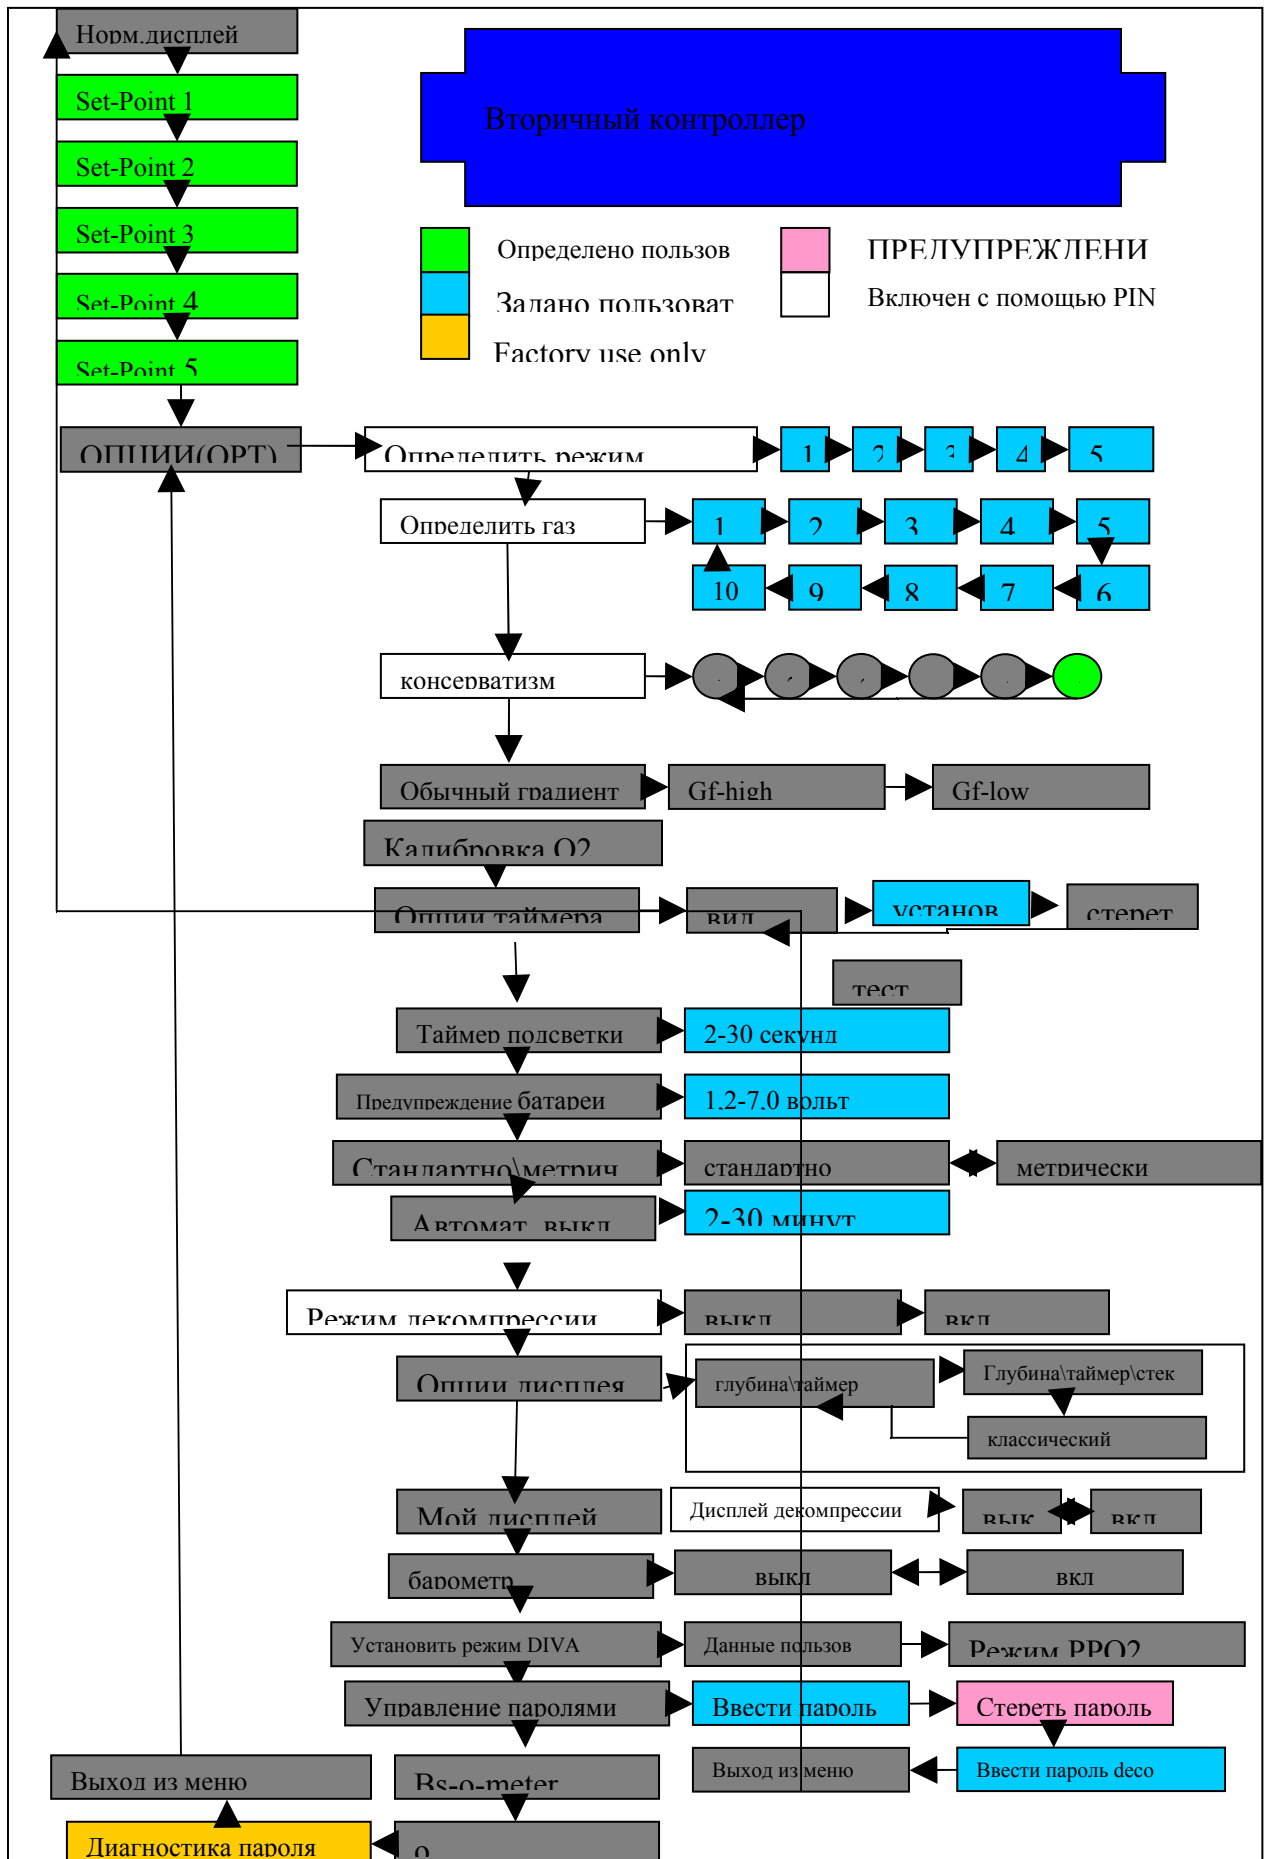 Норм.дисплей
Set-Point 1
Вторичный контроллер
Set-Point 2
Set-Point 3
Set-Point 4
Set-Point 5
Определено пользов
ПРЕДУПРЕЖДЕНИ
Задано пользоват
Включен с помощью PIN
Factory use only
ОПЦИИ(OPT)
Определить режим
1
2
3
4
5
Определить газ
1
2
3
4
5
10
9
8
7
6
консерватизм
Обычный градиент
Gf-high
Gf-low
Калибровка О2
Опции таймера
вид
установ
стерет
тест
Таймер подсветки
2-30 секунд
Предупреждение батареи
1,2-7,0 вольт
Стандартно\метрич
стандартно
метрически
Автомат. выкл
2-30 минут
Режим декомпрессии
выкл
вкл
Опции дисплея
глубина\таймер
Глубина\таймер\стек
классический
Мой дисплей
Дисплей декомпрессии
вык
вкл
барометр
выкл
вкл
Установить режим DIVA
Данные пользов
Режим PPO2
Управление паролями
Ввести пароль
Стереть пароль
Выход из меню
Bs-o-meter
Выход из меню
Ввести пароль deco
Диагностика пароля